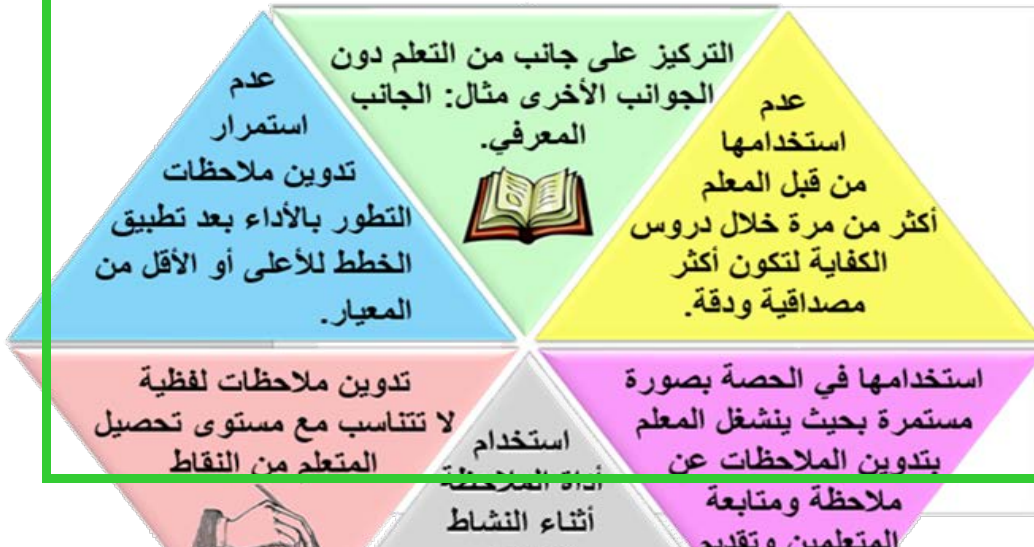 عدم
استخدامها
من قبل المعلم
أكثر من مرة خلال دروس
الكفاية لتكون أكثر
مصداقية ودقة.
التركيز على جانب من التعلم دون
الجوانب الأخرى مثال: الجانب
المعرفي.
عدم
استمرار
تدوين ملاحظات
التطور بالأداء بعد تطبيق
الخطط للأعلى أو الأقل من
المعيار.
استخدامها في الحصة بصورة
مستمرة بحيث ينشغل المعلم
بتدوين الملاحظات عن
ملاحظة ومتابعة
المتعلمين وتقديم
استخدام
أداة الملاحظة
أثناء النشاط
تدوين ملاحظات لفظية
لا تتناسب مع مستوى تحصيل
المتعلم من النقاط